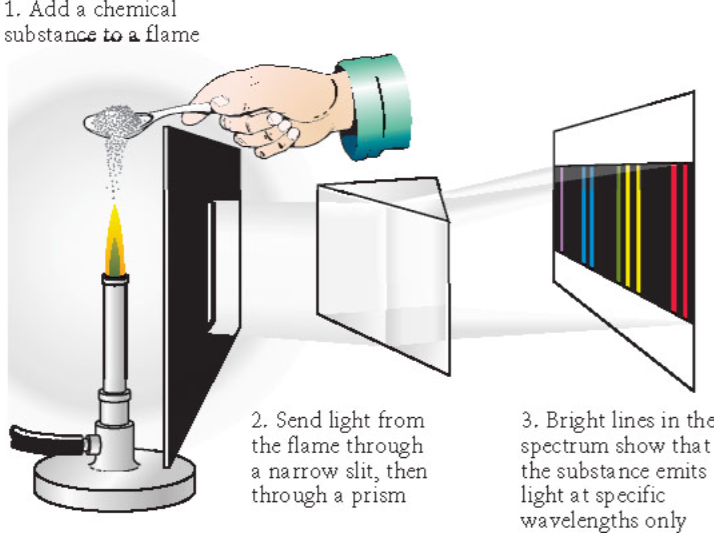 1. Add a chemical
substance to a flame
2. Send light from
the flame through
a narrow slit, then
through a prism
3. Bright lines in the
spectrum show that
the substance emits
light at specific
wavelengths only